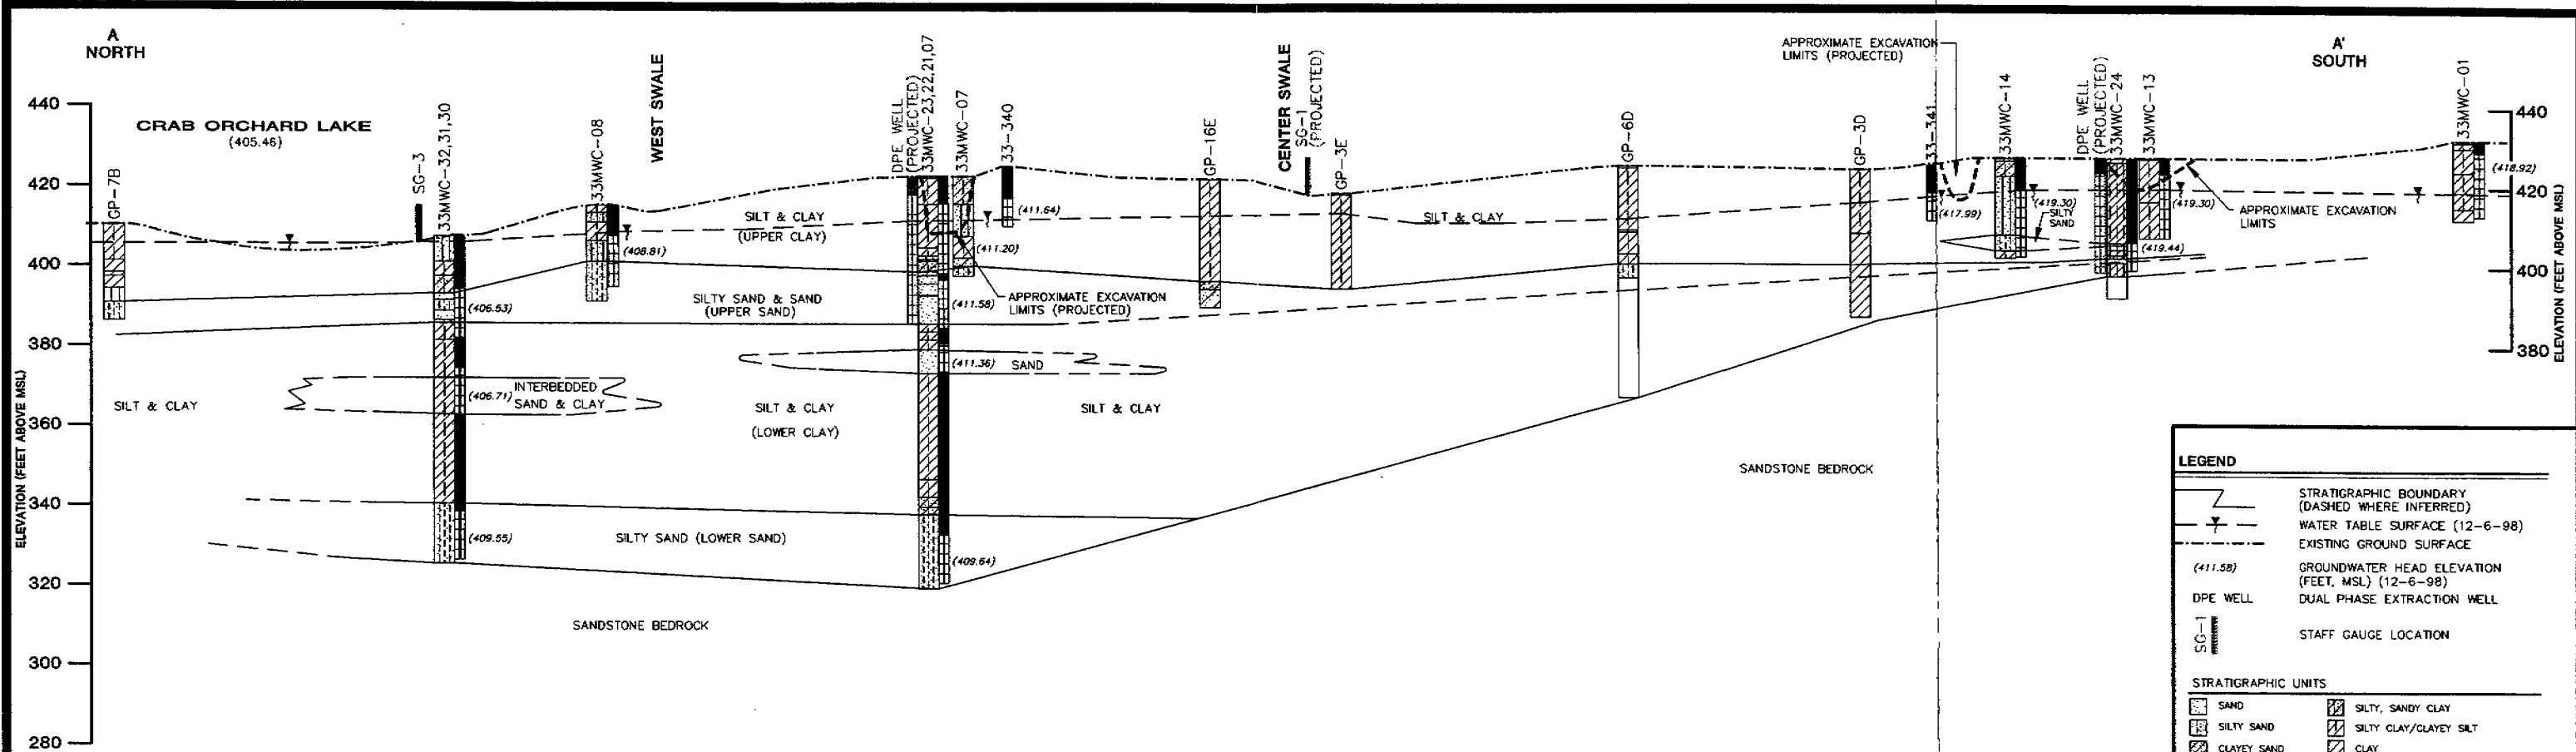 A
NORTH
CRAB ORCHARD LAKE
(405.46)
GP-7B
SG-3
33MWC-32,31,30
33MWC-08
WEST SWALE
DPE WELL
(PROJECTED)
33MWC-23,22,21,07
33MWC-07
33-340
GP-16E
CENTER SWALE
SG-1
(PROJECTED)
GP-3E
GP-6D
GP-3D
APPROXIMATE EXCAVATION
LIMITS (PROJECTED)
33-341
33MWC-14
DPE WELL
(PROJECTED)
33MWC-24
33MWC-13
A'
SOUTH
33MWC-01
440
420
400
380
360
340
320
300
280
ELEVATION (FEET ABOVE MSL)
440
420
400
380
ELEVATION (FEET ABOVE MSL)
SILT & CLAY
(UPPER CLAY)
SILT & CLAY
(408.81)
(411.64)
(411.20)
(417.99)
(419.30)
SILTY
SAND
(419.30)
(419.44)
(418.92)
APPROXIMATE EXCAVATION
LIMITS
SILTY SAND & SAND
(UPPER SAND)
(406.53)
(411.58)
APPROXIMATE EXCAVATION
LIMITS (PROJECTED)
(411.36)
SAND
INTERBEDDED
SAND & CLAY
(406.71)
SILT & CLAY
SILT & CLAY
(LOWER CLAY)
SILT & CLAY
SANDSTONE BEDROCK
(409.55)
SILTY SAND (LOWER SAND)
(409.64)
SANDSTONE BEDROCK
LEGEND
STRATIGRAPHIC BOUNDARY
(DASHED WHERE INFERRED)
WATER TABLE SURFACE (12-6-98)
EXISTING GROUND SURFACE
(411.58) GROUNDWATER HEAD ELEVATION
(FEET, MSL) (12-6-98)
DPE WELL DUAL PHASE EXTRACTION WELL
SG-1 STAFF GAUGE LOCATION
STRATIGRAPHIC UNITS
SAND SILTY, SANDY CLAY
SILTY SAND SILTY CLAY/CLAYEY SILT
CLAYEY SAND CLAY